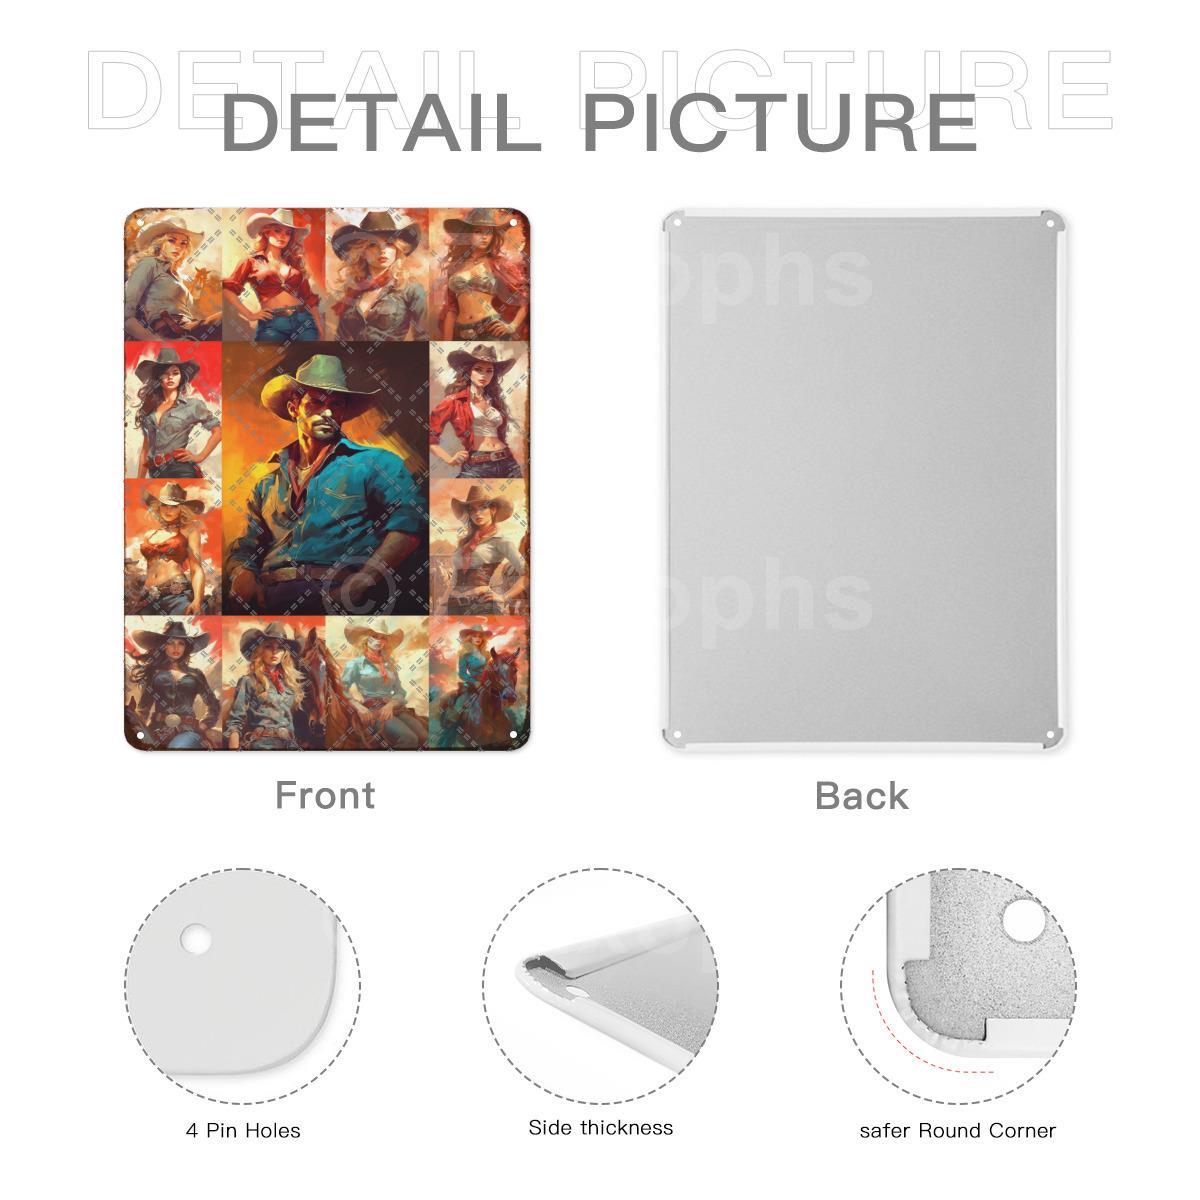 DETAIL PICTURE
DETAIL PICTURE
Front
Back
4 Pin Holes
Side thickness
safer Round Corner